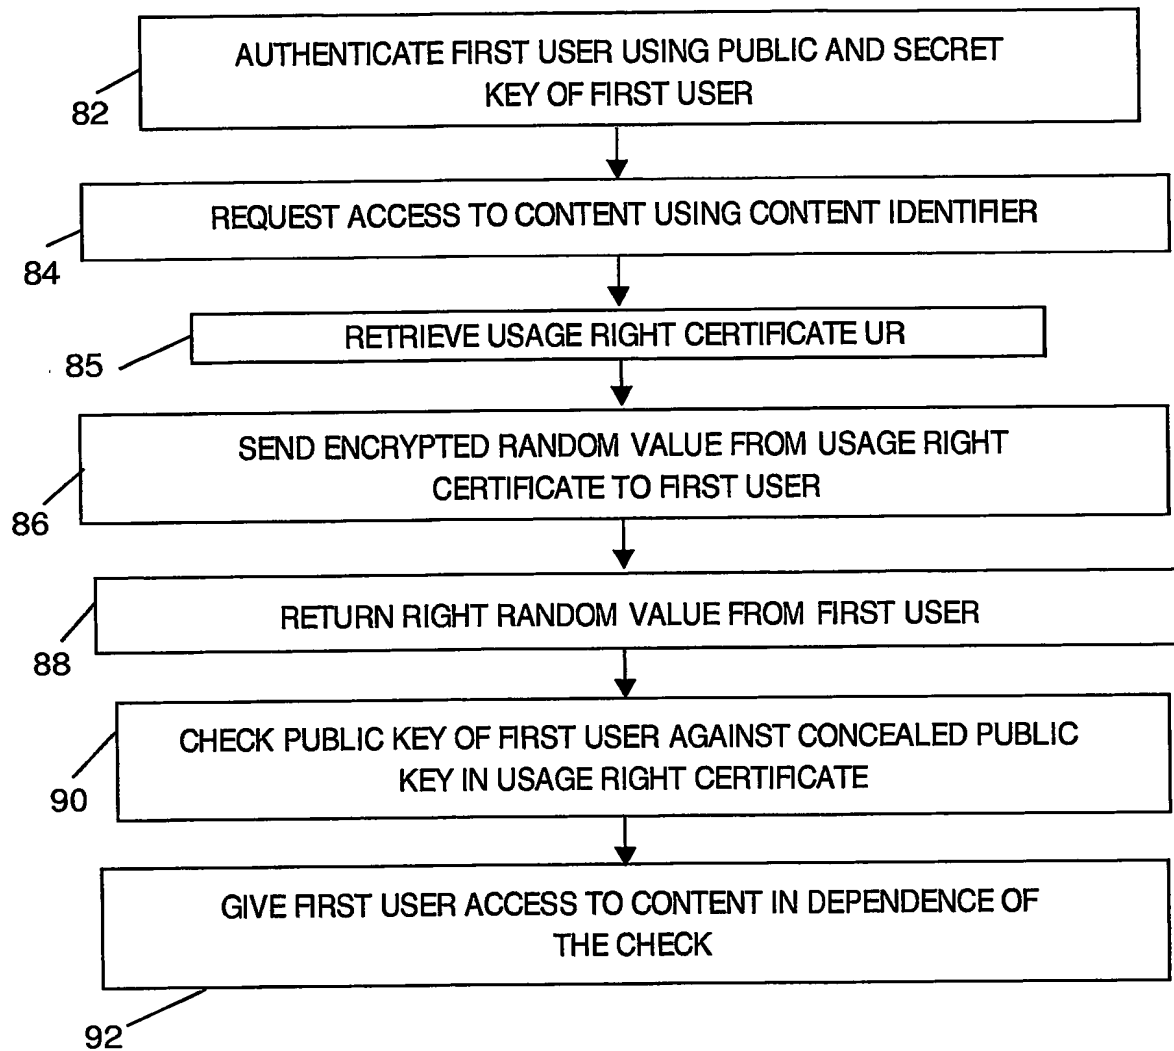 AUTHENTICATE FIRST USER USING PUBLIC AND SECRET
KEY OF FIRST USER
82
REQUEST ACCESS TO CONTENT USING CONTENT IDENTIFIER
84
RETRIEVE USAGE RIGHT CERTIFICATE UR
85
SEND ENCRYPTED RANDOM VALUE FROM USAGE RIGHT
CERTIFICATE TO FIRST USER
86
RETURN RIGHT RANDOM VALUE FROM FIRST USER
88
CHECK PUBLIC KEY OF FIRST USER AGAINST CONCEALED PUBLIC
KEY IN USAGE RIGHT CERTIFICATE
90
GIVE FIRST USER ACCESS TO CONTENT IN DEPENDENCE OF
THE CHECK
92